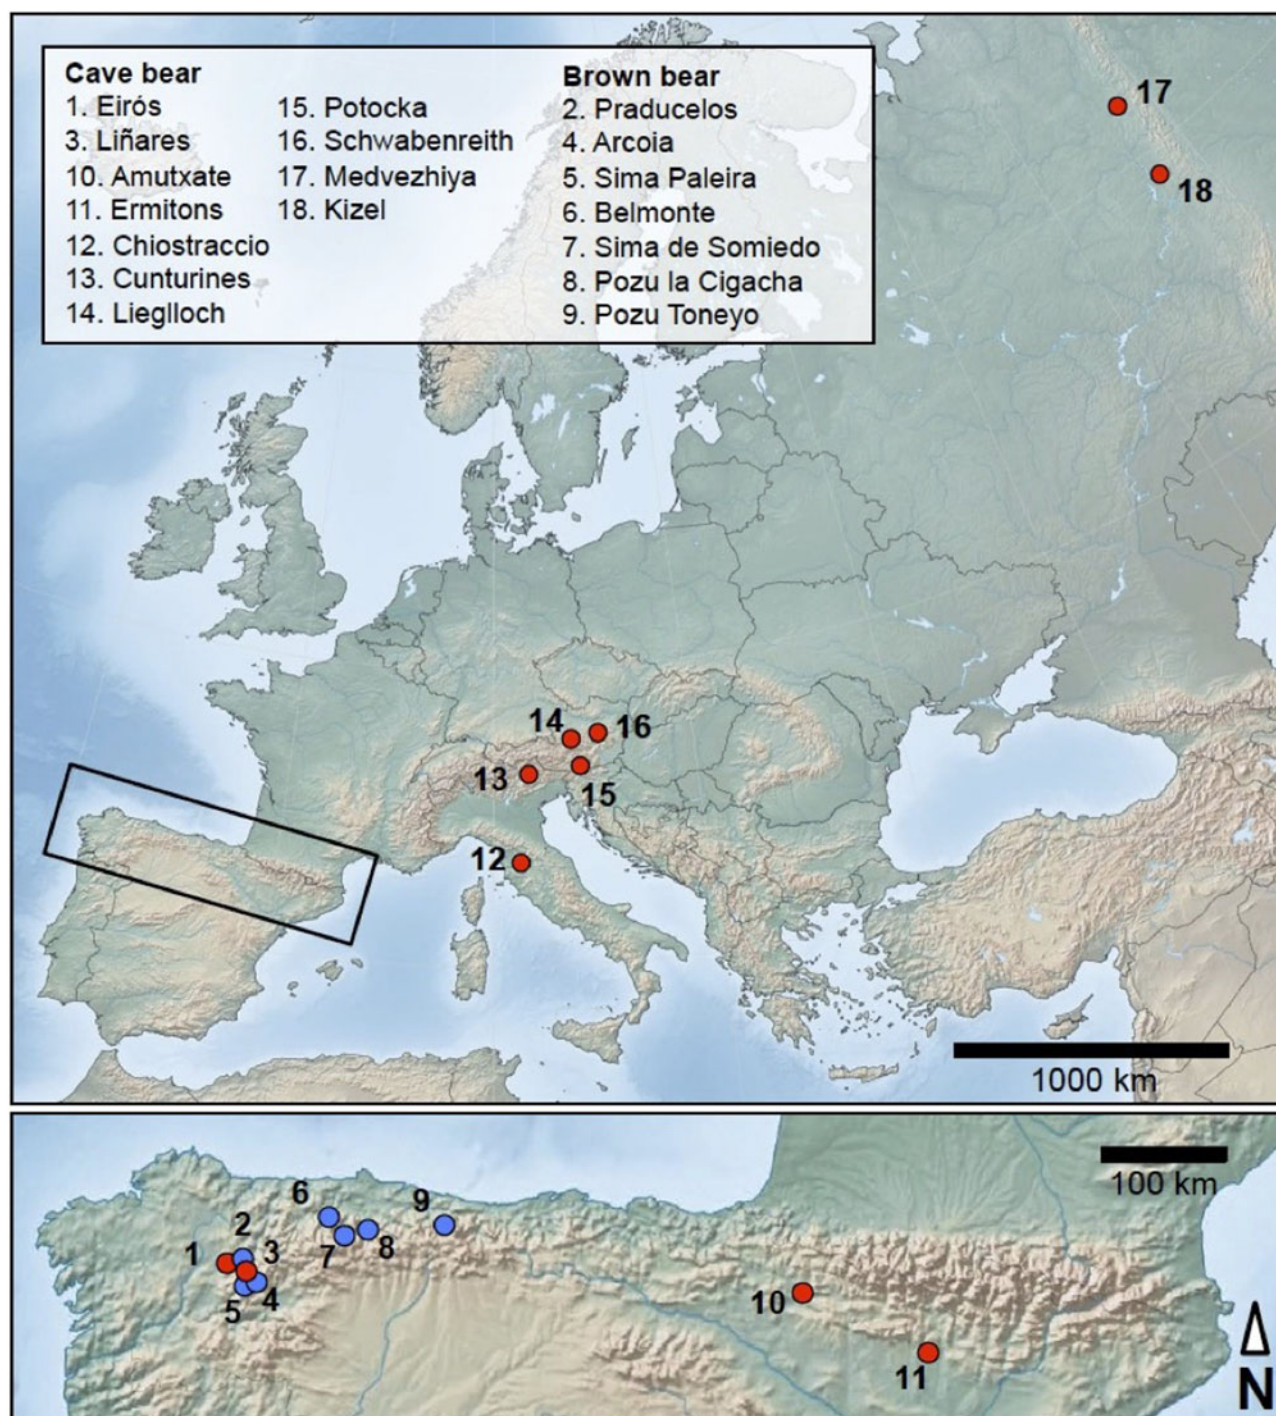 Cave bear
1. Eirós
3. Liñares
10. Amutxate
11. Ermitons
12. Chiostraccio
13. Cunturines
14. Lieglloch
15. Potocka
16. Schwabenreith
17. Medvezhiya
18. Kizel
Brown bear
2. Praducelos
4. Arcoia
5. Sima Paleira
6. Belmonte
7. Sima de Somiedo
8. Pozu la Cigacha
9. Pozu Toneyo
17
18
14
16
13
15
12
1000 km
100 km
6
9
2
1
3
7
8
5
4
10
11
N